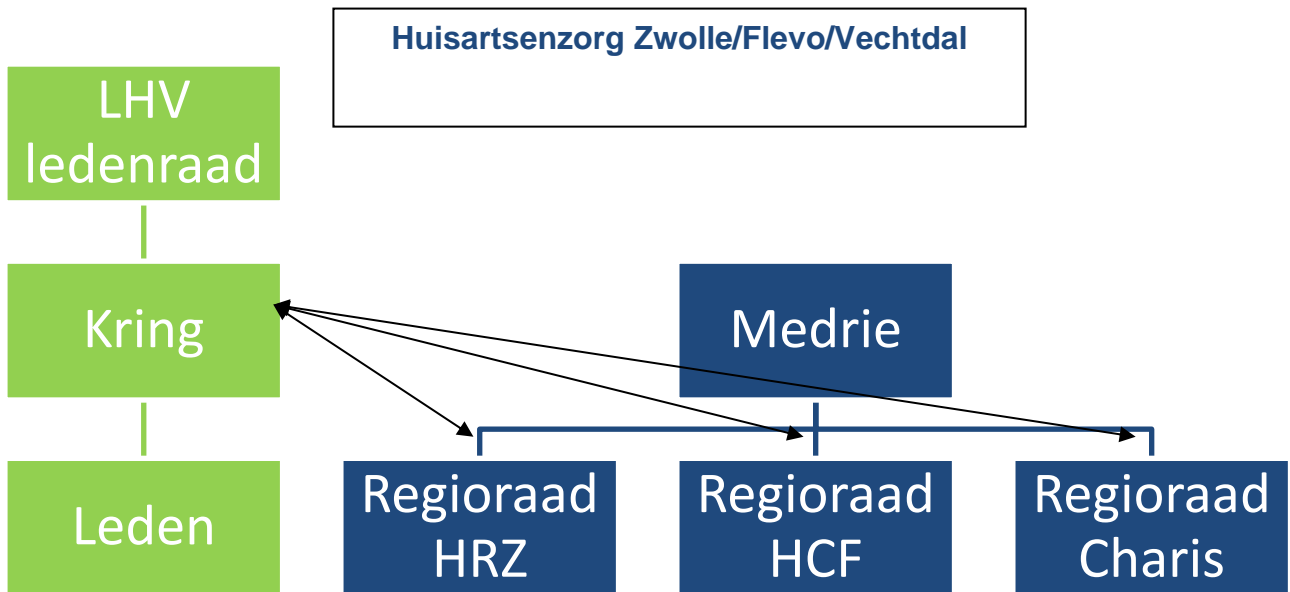 Huisartsenzorg Zwolle/Flevo/Vechtdal
LHV
ledenraad
Kring
Medrie
Leden
Regioraad
HRZ
Regioraad
HCF
Regioraad
Charis